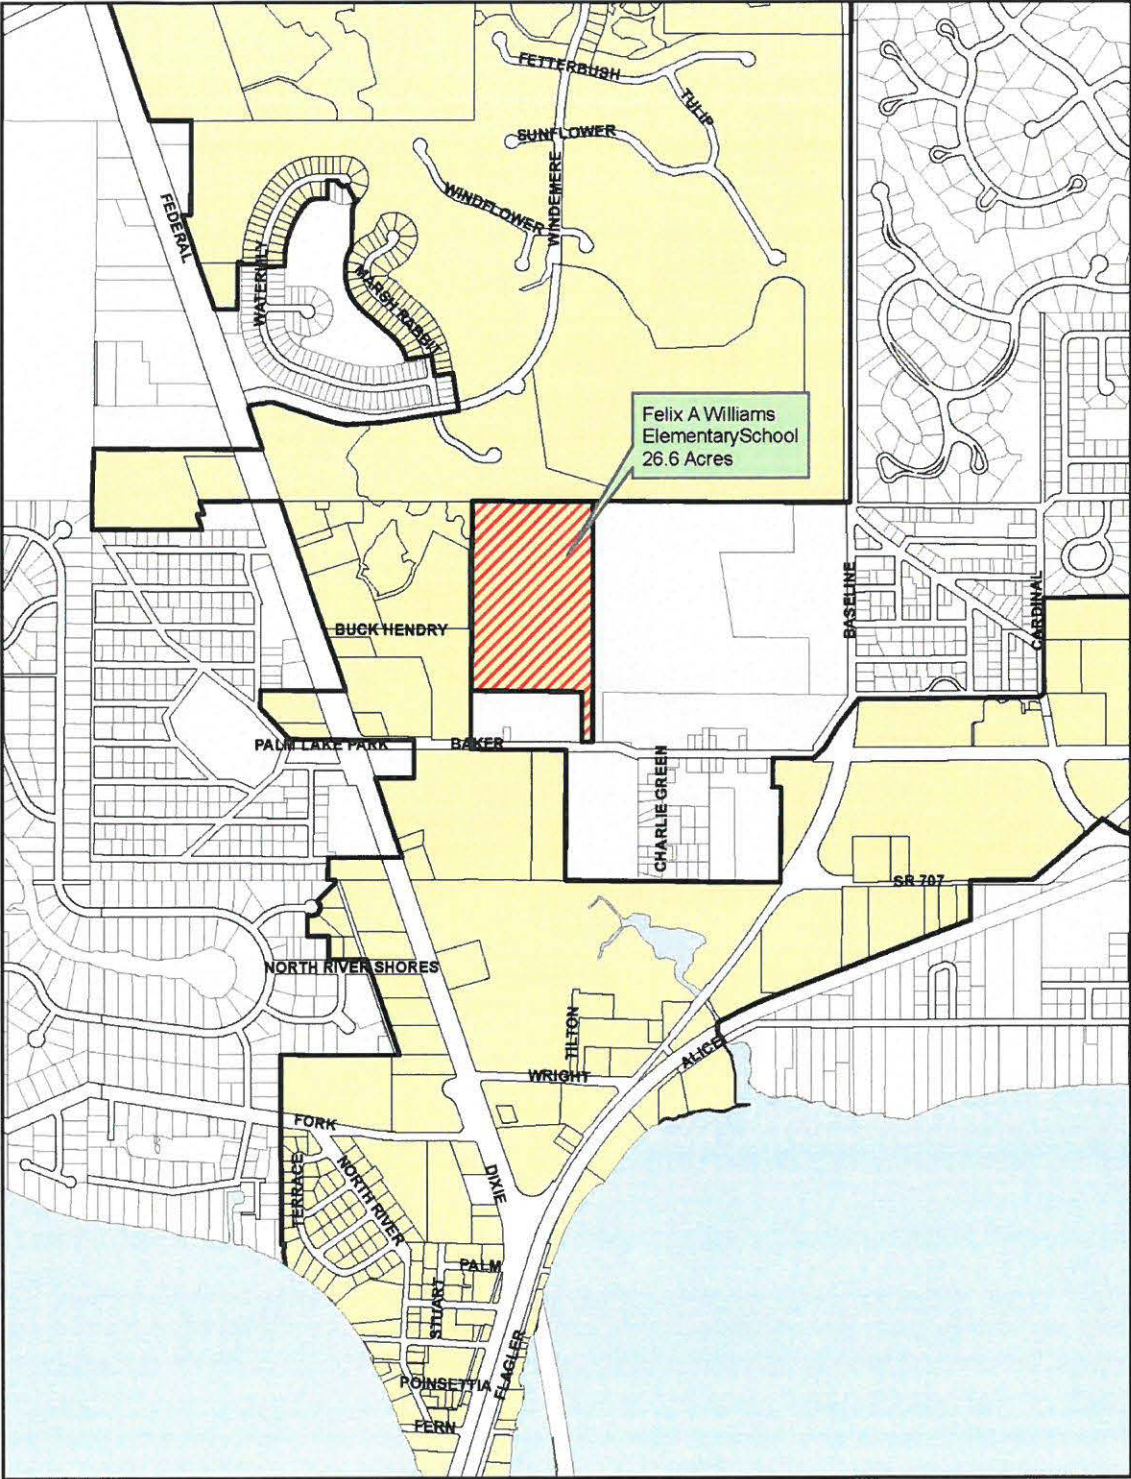 FETTERBUSH
TULIP
SUNFLOWER
WINDEMERE
WINDFLOWER
FEDERAL
WATERLILY
MARSH RABBIT
Felix A Williams
ElementarySchool
26.6 Acres
BASELINE
CARDINAL
BUCK HENDRY
PALM LAKE PARK
BAKER
CHARLIE GREEN
SR 707
NORTH RIVER SHORES
TILTON
ALICE
WRIGHT
FORK
TERRACE
NORTH RIVER
DIXIE
PALM
STUART
FLAGLER
POINSETTIA
FERN